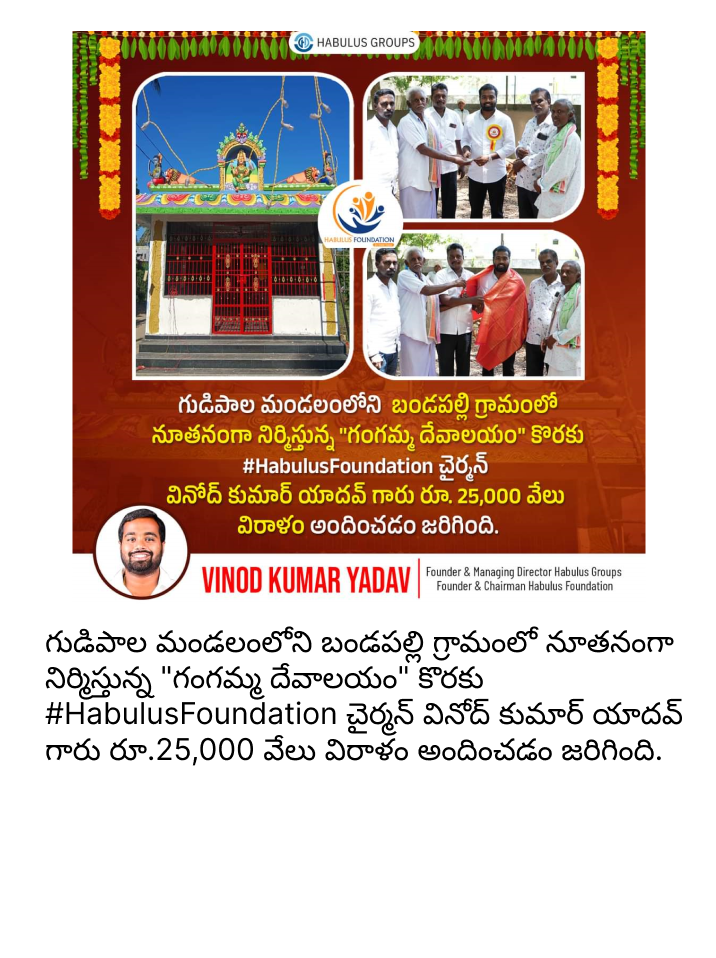 HABULUS GROUPS
HABULUS FOUNDATION
గుడిపాల మండలంలోని బండపల్లి గ్రామంలో
నూతనంగా నిర్మిస్తున్న "గంగమ్మ దేవాలయం" కొరకు
#HabulusFoundation చైర్మన్
వినోద్ కుమార్ యాదవ్ గారు రూ. 25,000 వేలు
విరాళం అందించడం జరిగింది.
VINOD KUMAR YADAV
Founder & Managing Director Habulus Groups
Founder & Chairman Habulus Foundation
గుడిపాల మండలంలోని బండపల్లి గ్రామంలో నూతనంగా
నిర్మిస్తున్న "గంగమ్మ దేవాలయం" కొరకు
#HabulusFoundation చైర్మన్ వినోద్ కుమార్ యాదవ్
గారు రూ.25,000 వేలు విరాళం అందించడం జరిగింది.